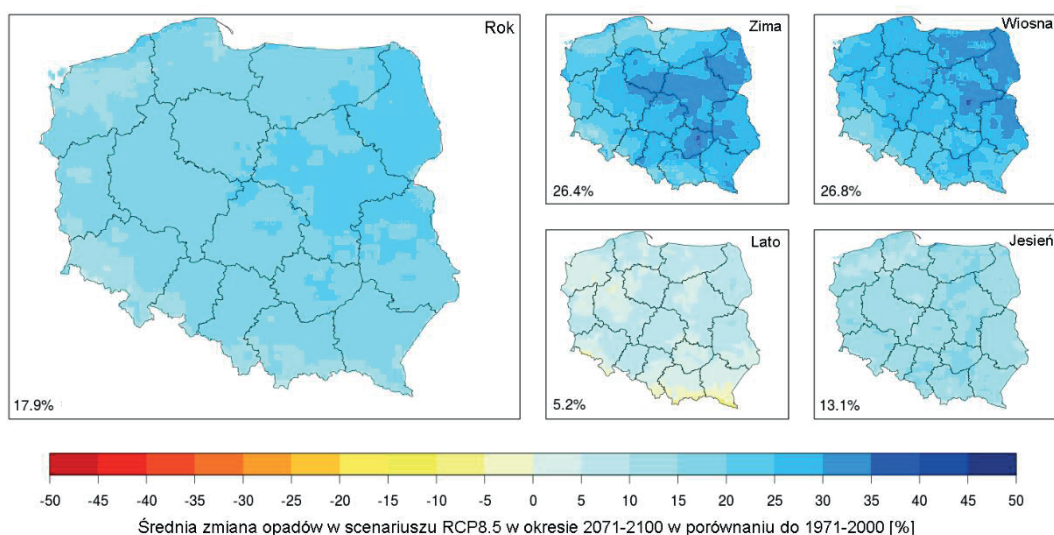 Rok
17.9%
Zima
26.4%
Wiosna
26.8%
Lato
5.2%
Jesień
13.1%
-50 -45 -40 -35 -30 -25 -20 -15 -10 -5 0 5 10 15 20 25 30 35 40 45 50
Średnia zmiana opadów w scenariuszu RCP8.5 w okresie 2071-2100 w porównaniu do 1971-2000 [%]